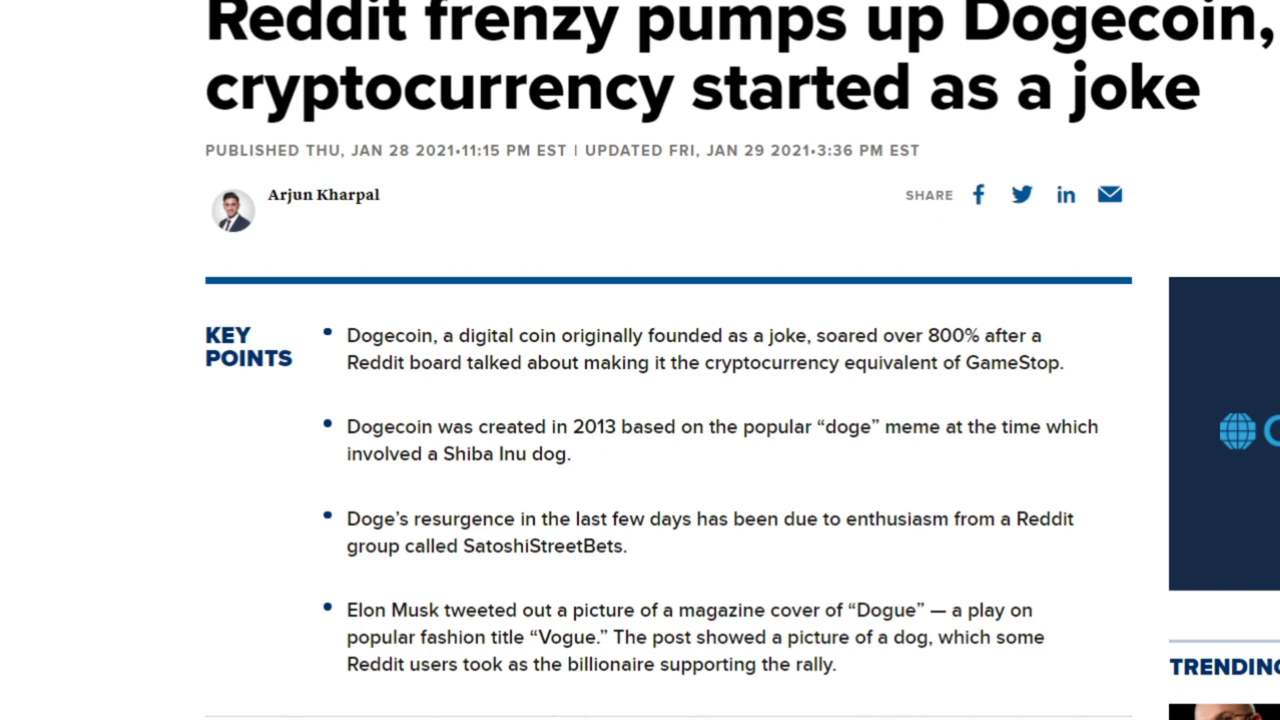 Reddit frenzy pumps up Dogecoin,
cryptocurrency started as a joke
PUBLISHED THU, JAN 28 2021•11:15 PM EST | UPDATED FRI, JAN 29 2021•3:36 PM EST
Arjun Kharpal
SHARE
KEY
POINTS
Dogecoin, a digital coin originally founded as a joke, soared over 800% after a
Reddit board talked about making it the cryptocurrency equivalent of GameStop.
Dogecoin was created in 2013 based on the popular “doge” meme at the time which
involved a Shiba Inu dog.
Doge’s resurgence in the last few days has been due to enthusiasm from a Reddit
group called SatoshiStreetBets.
Elon Musk tweeted out a picture of a magazine cover of “Dogue” — a play on
popular fashion title “Vogue.” The post showed a picture of a dog, which some
Reddit users took as the billionaire supporting the rally.
TRENDING